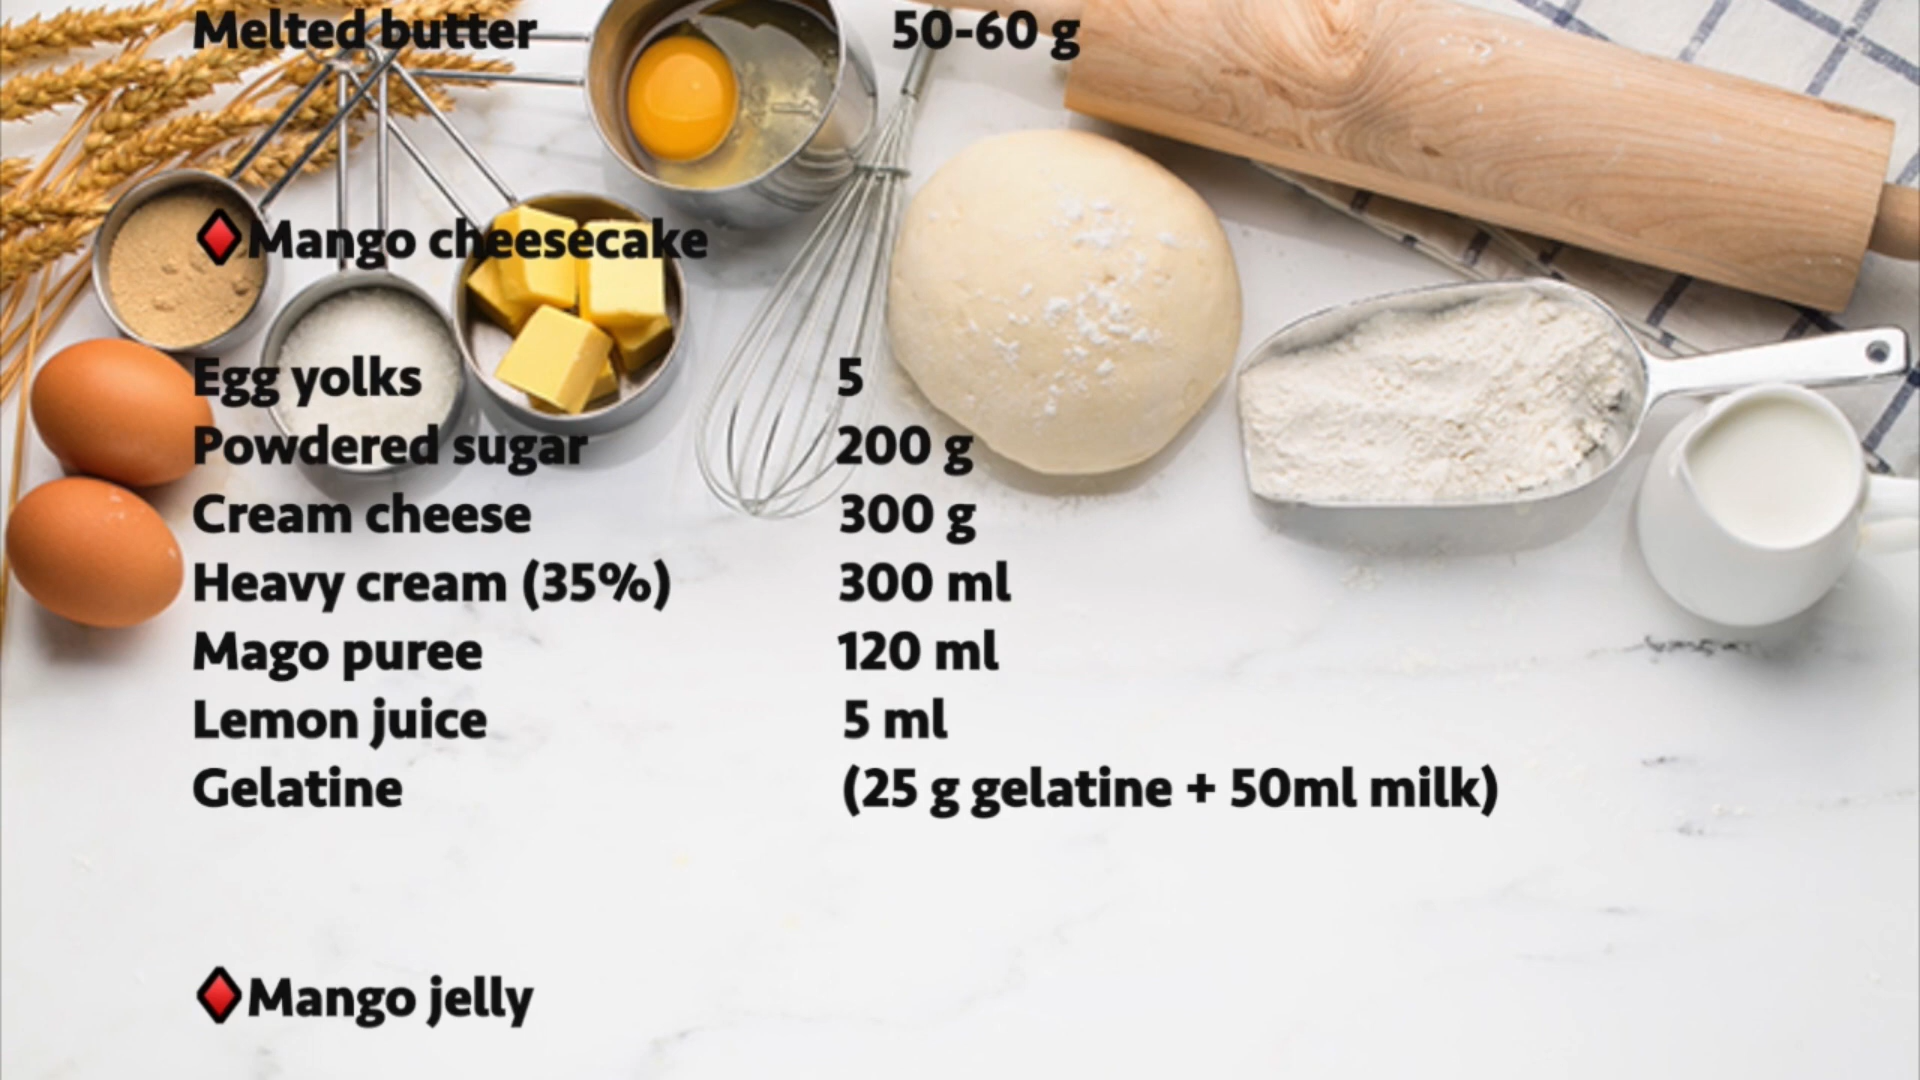 Melted butter 50-60 g
♦Mango cheesecake
Egg yolks 5
Powdered sugar 200 g
Cream cheese 300 g
Heavy cream (35%) 300 ml
Mago puree 120 ml
Lemon juice 5 ml
Gelatine (25 g gelatine + 50ml milk)
♦Mango jelly